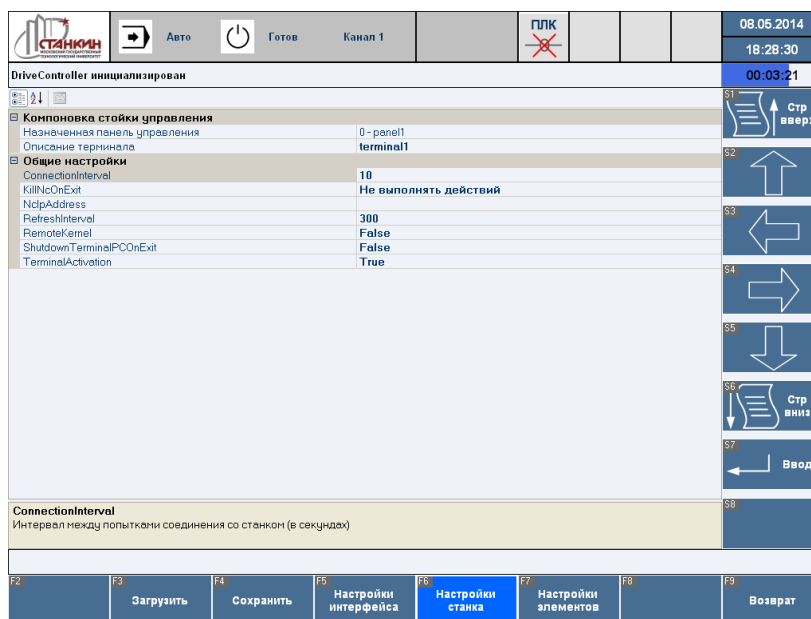 СТАНКИН
МОСКОВСКИЙ ГОСУДАРСТВЕННЫЙ
ТЕХНОЛОГИЧЕСКИЙ УНИВЕРСИТЕТ
Авто
Готов
Канал 1
ПЛК
08.05.2014
18:28:30
DriveController инициализирован
00:03:21
Компоновка стойки управления
Назначенная панель управления 0 - panel1
Описание терминала terminal1
Общие настройки
ConnectionInterval 10
KillNcOnExit Не выполнять действий
NcIpAddress
RefreshInterval 300
RemoteKernel False
ShutdownTerminalPCOnExit False
TerminalActivation True
S1 Стр
вверх
S2
S3
S4
S5
S6 Стр
вниз
S7
Ввод
S8
ConnectionInterval
Интервал между попытками соединения со станком (в секундах)
F2
F3 Загрузить
F4 Сохранить
F5 Настройки
интерфейса
F6 Настройки
станка
F7 Настройки
элементов
F8
F9 Возврат